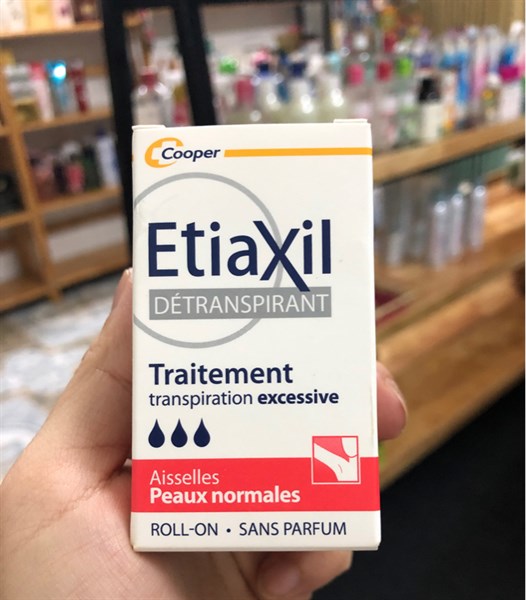 Cooper
Etiaxil
DÉTRANSPIRANT
Traitement
transpiration excessive
Aisselles
Peaux normales
ROLL-ON • SANS PARFUM